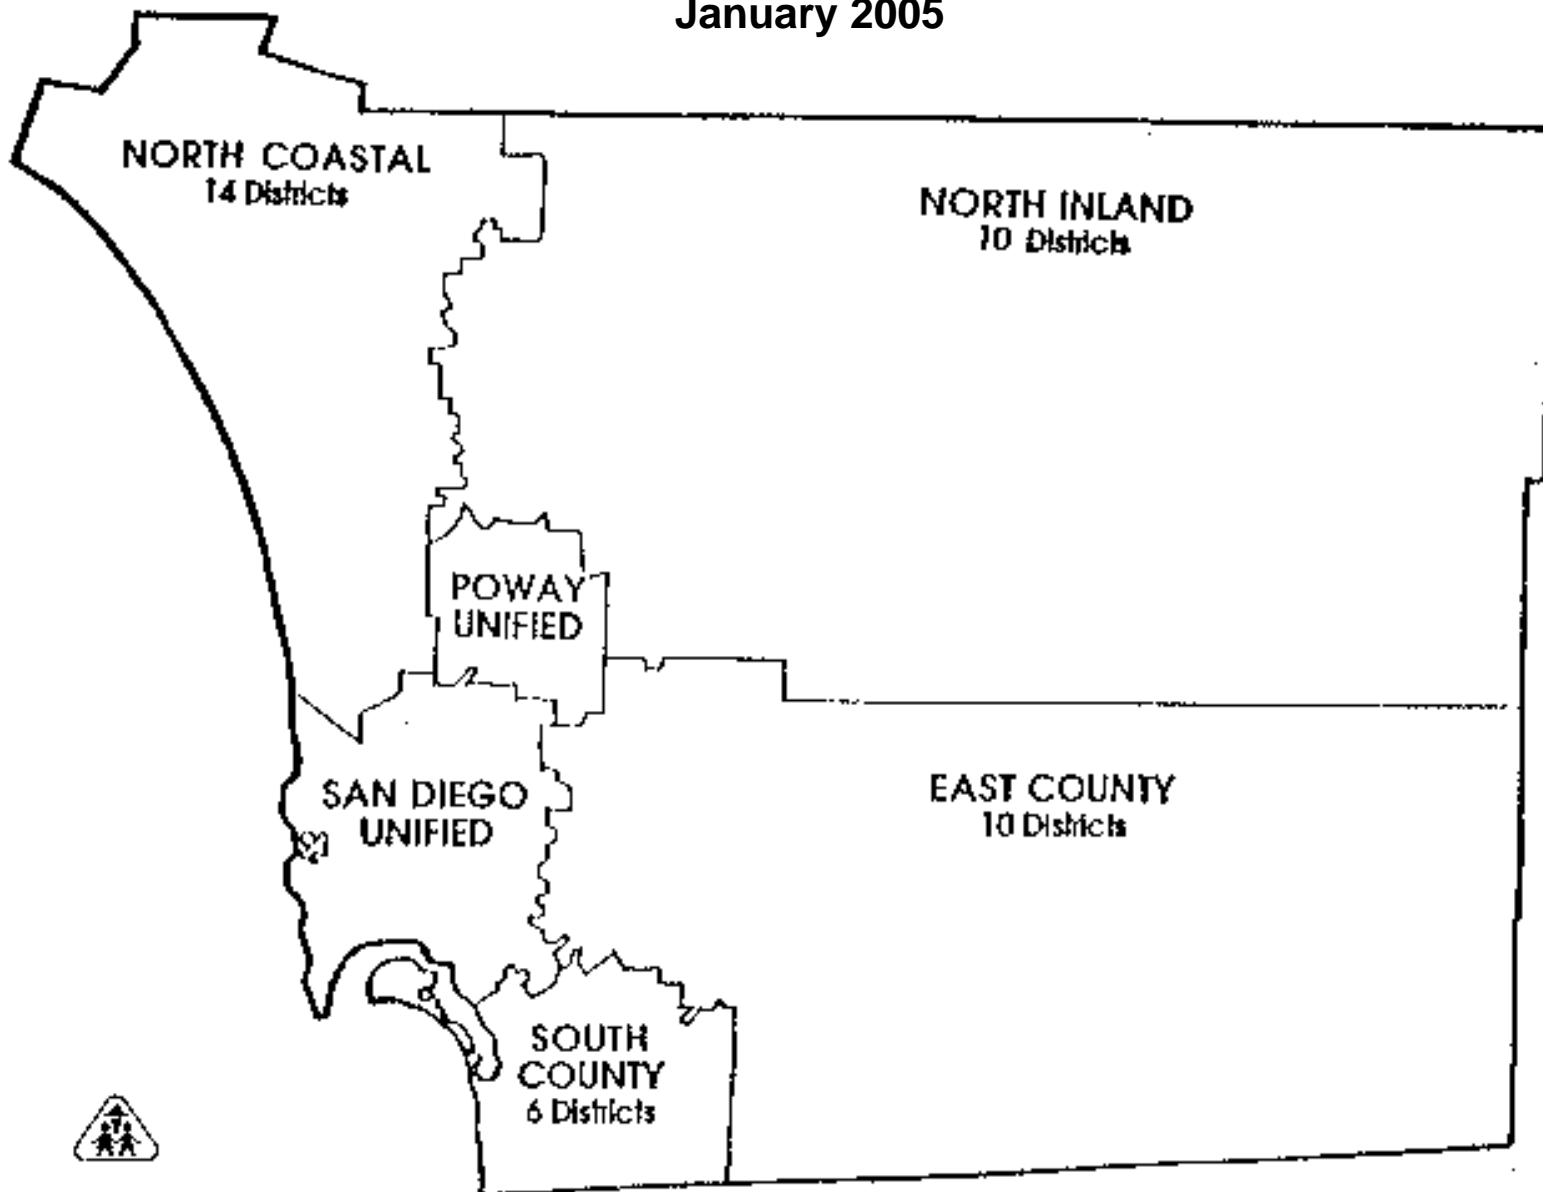 January 2005
NORTH COASTAL
14 Districts
NORTH INLAND
10 Districts
POWAY
UNIFIED
SAN DIEGO
UNIFIED
EAST COUNTY
10 Districts
SOUTH
COUNTY
6 Districts